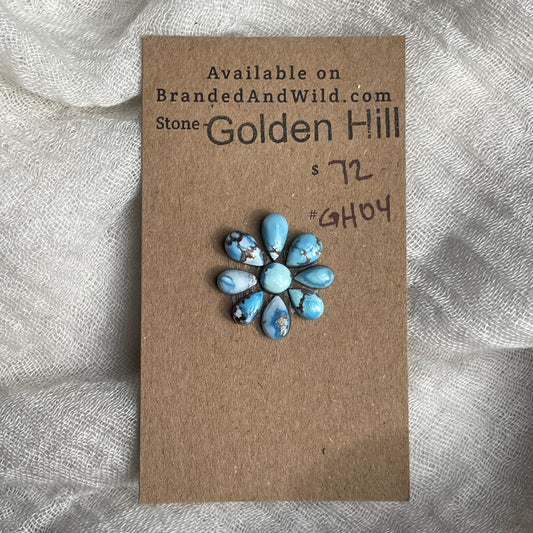 Available on
BrandedAndWild.com
Stone-Golden Hill
$ 72
#GH04